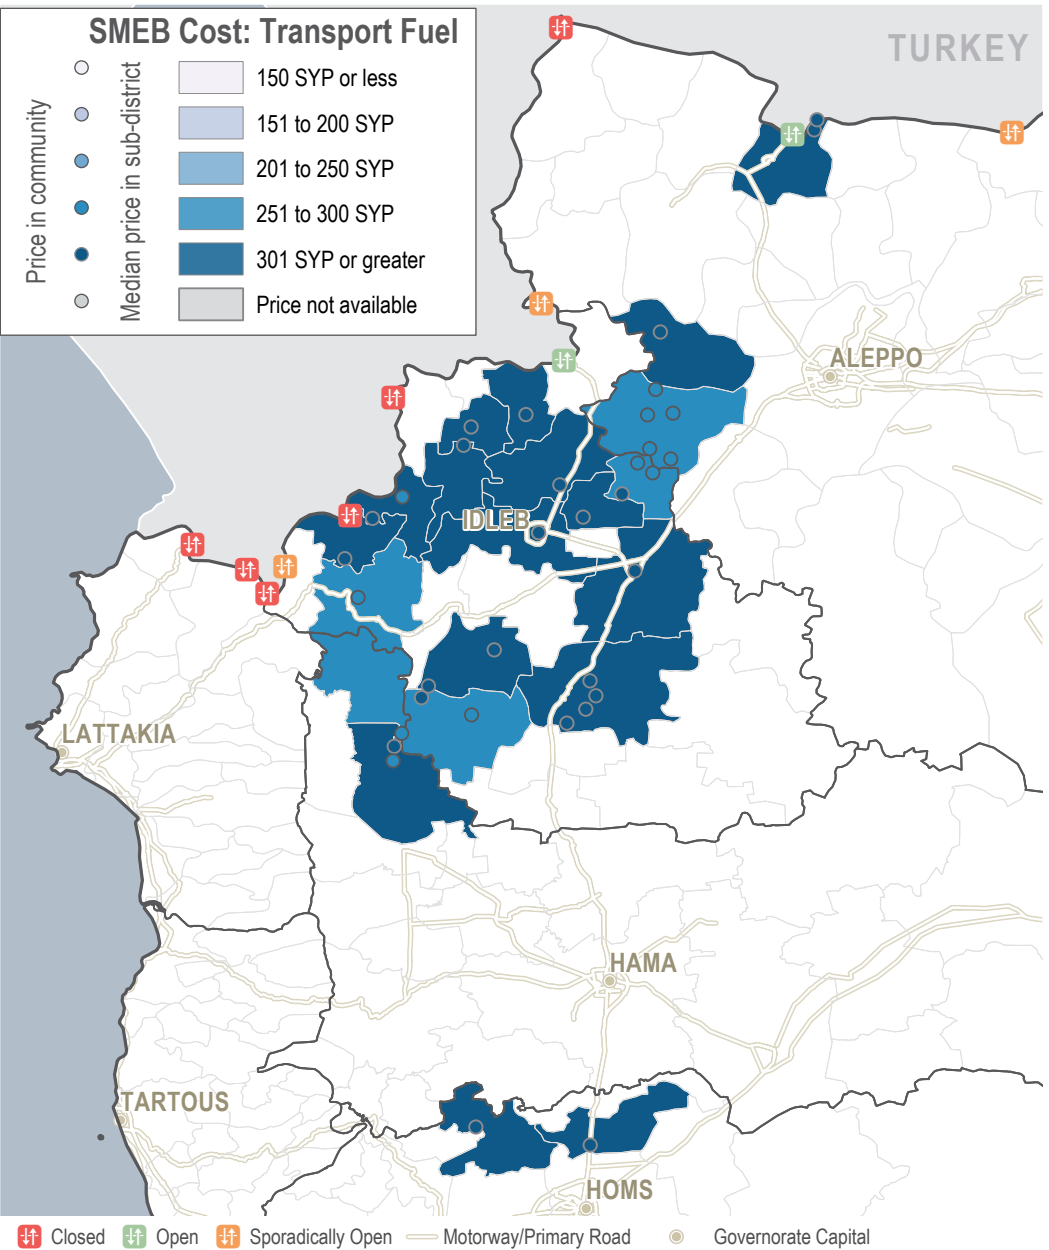 SMEB Cost: Transport Fuel
Price in community
Median price in sub-district
150 SYP or less
151 to 200 SYP
201 to 250 SYP
251 to 300 SYP
301 SYP or greater
Price not available
TURKEY
ALEPPO
IDLEB
LATTAKIA
HAMA
TARTOUS
HOMS
Closed
Open
Sporadically Open
Motorway/Primary Road
Governorate Capital